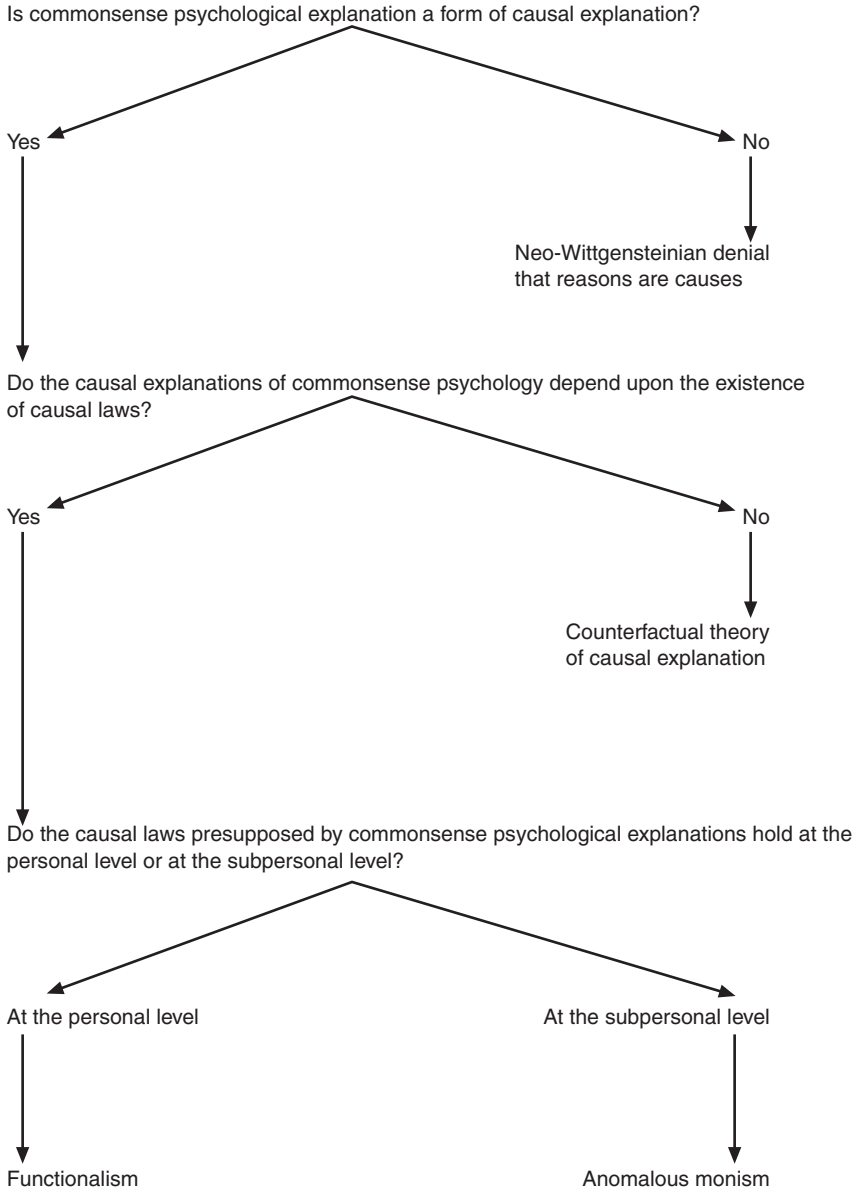 Is commonsense psychological explanation a form of causal explanation?
Yes
No
Neo-Wittgensteinian denial
that reasons are causes
Do the causal explanations of commonsense psychology depend upon the existence
of causal laws?
Yes
No
Counterfactual theory
of causal explanation
Do the causal laws presupposed by commonsense psychological explanations hold at the
personal level or at the subpersonal level?
At the personal level
At the subpersonal level
Functionalism
Anomalous monism